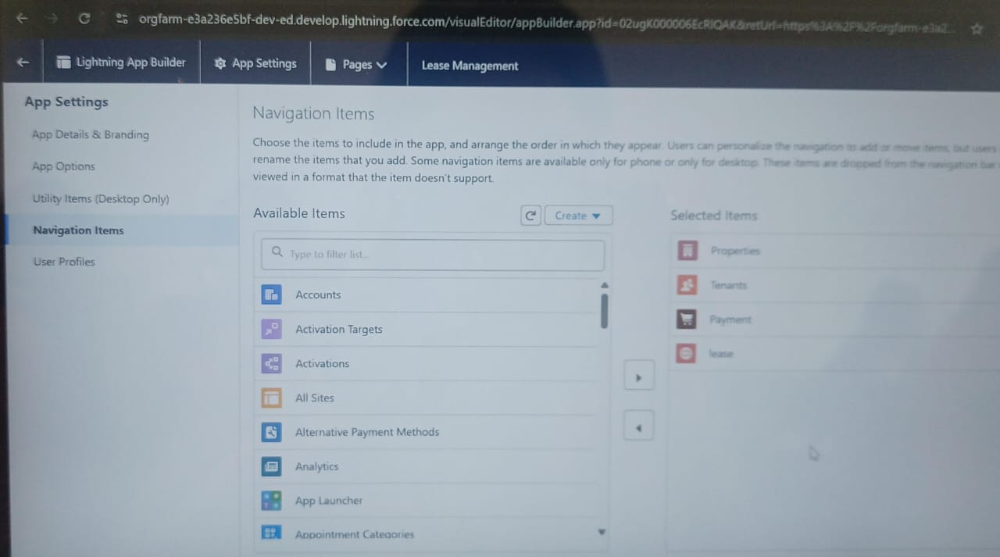 orgfarm-e3a236e5bf-dev-ed.develop.lightning.force.com/visualEditor/appBuilder.app?id=02ugK000006EcRlQAK&retUrl=https%3A%2F%2Forgfarm-e3a2...
Lightning App Builder App Settings Pages Lease Management
App Settings
App Details & Branding
App Options
Utility Items (Desktop Only)
Navigation Items
User Profiles
Navigation Items
Choose the items to include in the app, and arrange the order in which they appear. Users can personalize the navigation to add or move items, but users
rename the items that you add. Some navigation items are available only for phone or only for desktop. These items are dropped from the navigation bar
viewed in a format that the item doesn't support.
Available Items
Create
Type to filter list...
Accounts
Activation Targets
Activations
All Sites
Alternative Payment Methods
Analytics
App Launcher
Appointment Categories
Selected Items
Properties
Tenants
Payment
lease